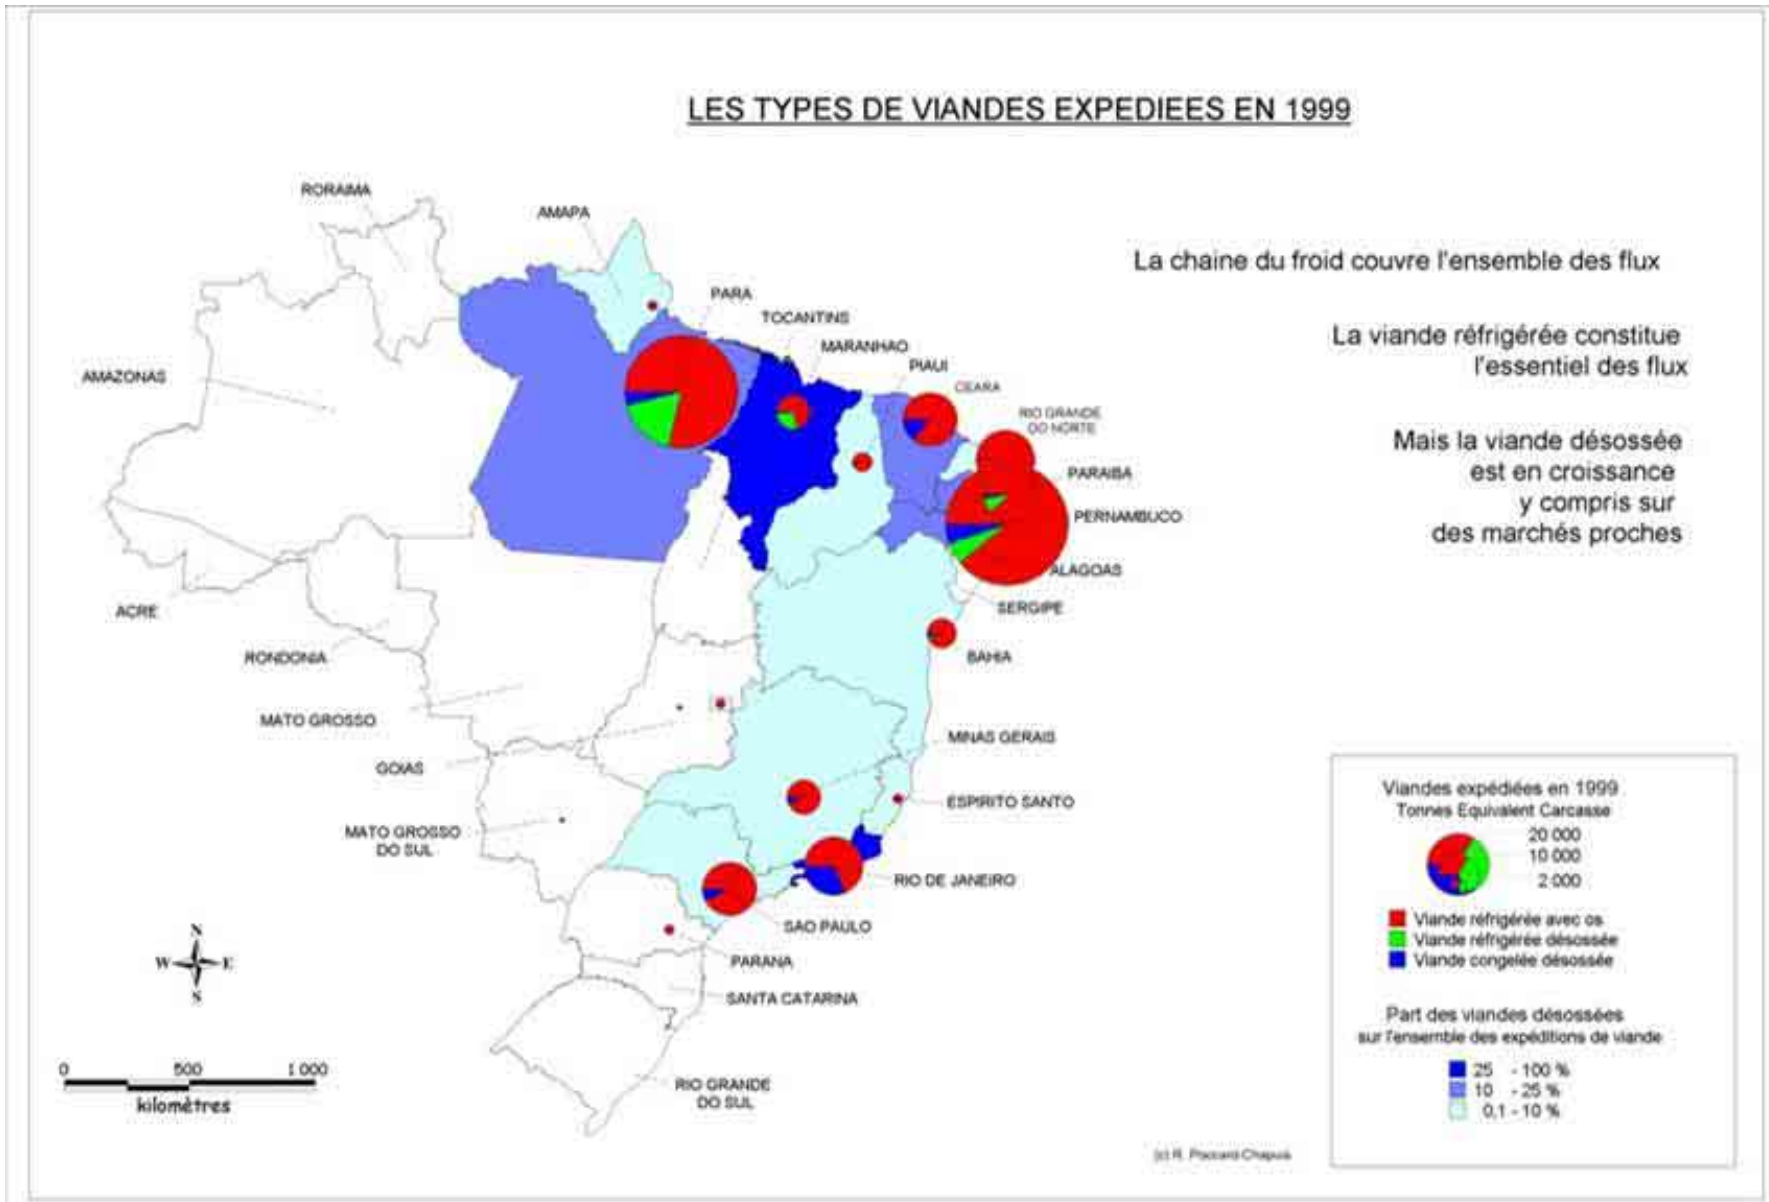 LES TYPES DE VIANDES EXPEDIEES EN 1999
RORAIMA
AMAPA
La chaine du froid couvre l'ensemble des flux
PARA
TOCANTINS
La viande réfrigérée constitue
MARANHAO
l'essentiel des flux
PIAUI
AMAZONAS
CEARA
RIO GRANDE
DO NORTE
Mais la viande désossée
est en croissance
PARAIBA
y compris sur
PERNAMBUCO
des marchés proches
ALAGOAS
ACRE
SERGIPE
RONDONIA
BAHIA
MATO GROSSO
MINAS GERAIS
GOIAS
ESPIRITO SANTO
MATO GROSSO
DO SUL
RIO DE JANEIRO
SAO PAULO
PARANA
SANTA CATARINA
RIO GRANDE
DO SUL
N
W E
S
0 500 1 000
kilomètres
Viandes expédiées en 1999
Tonnes Equivalent Carcasse
20 000
10 000
2 000
Viande réfrigérée avec os
Viande réfrigérée désossée
Viande congelée désossée
Part des viandes désossées
sur l'ensemble des expéditions de viande
25 - 100 %
10 - 25 %
0,1 - 10 %
(c) R. Poccard-Chapuis